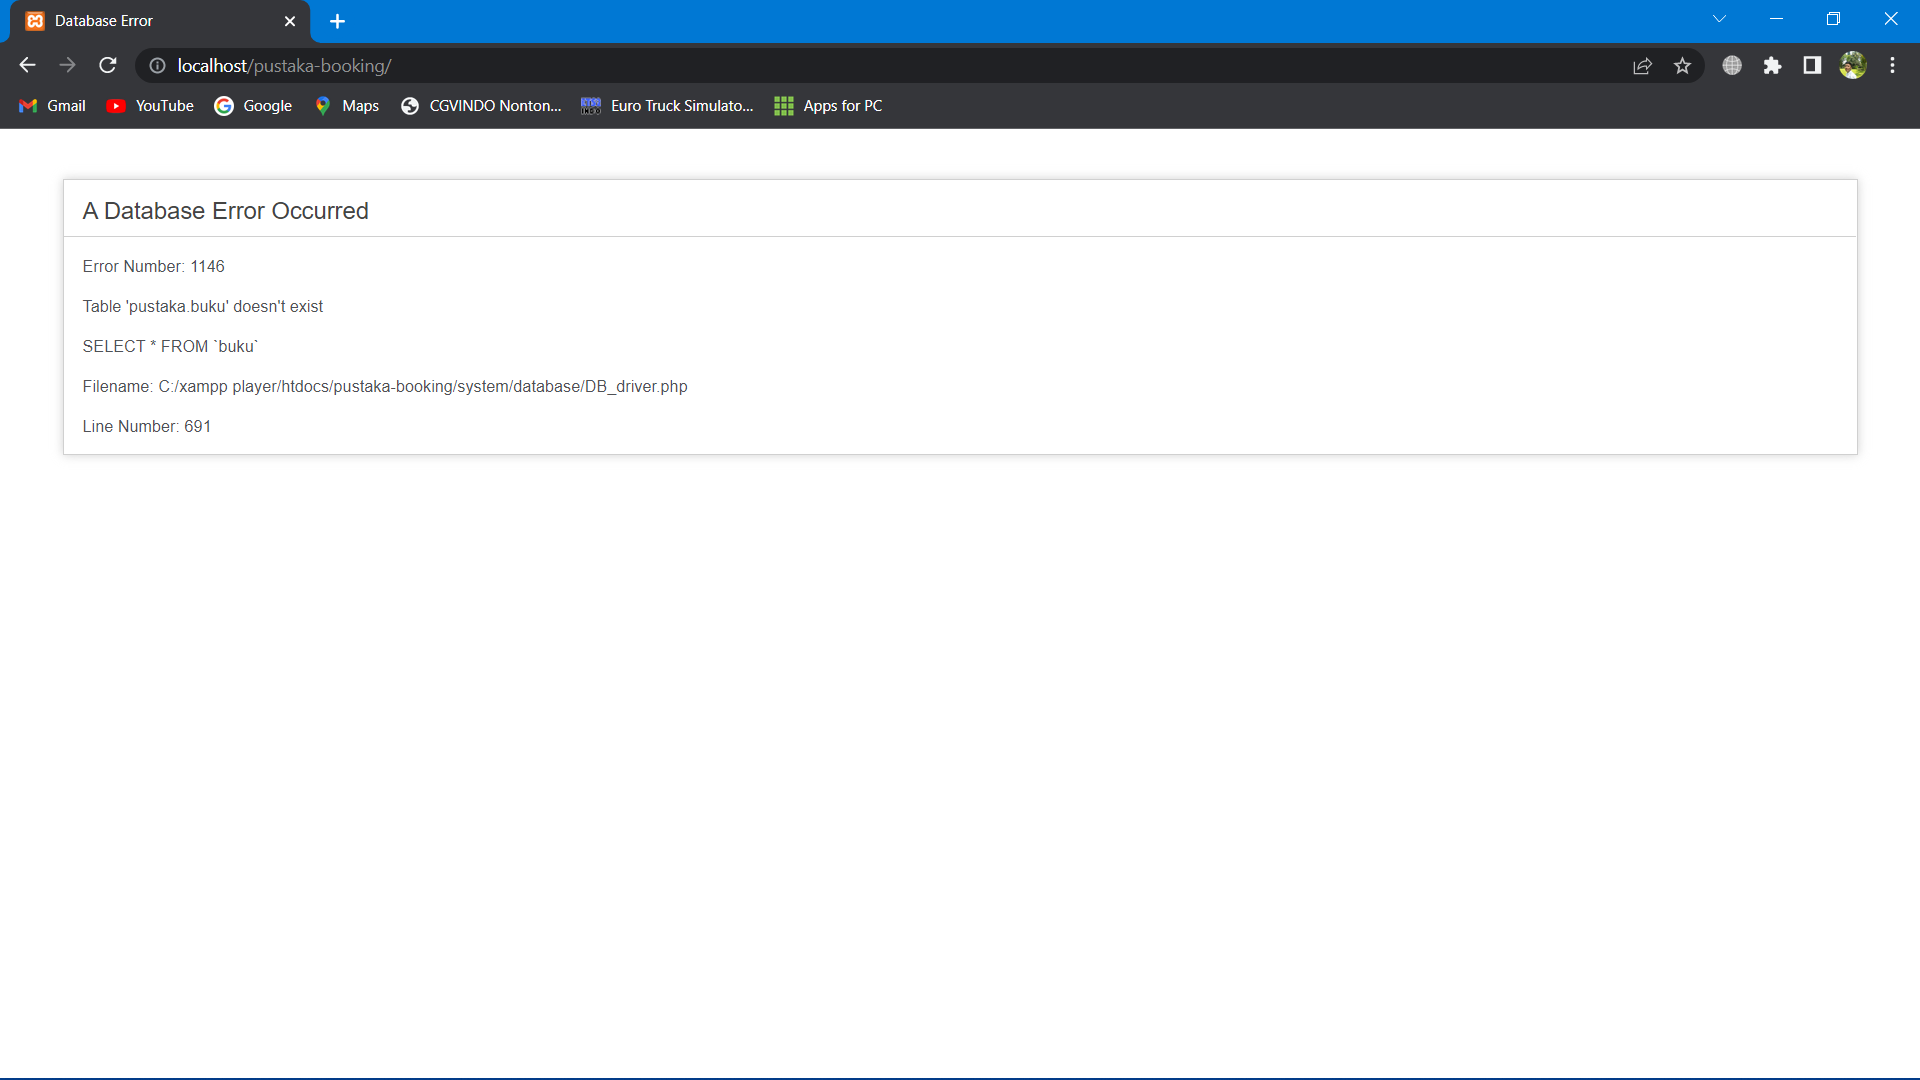 Database Error
localhost/pustaka-booking/
Gmail
YouTube
Google
Maps
CGVINDO Nonton...
Euro Truck Simulato...
Apps for PC
A Database Error Occurred
Error Number: 1146
Table 'pustaka.buku' doesn't exist
SELECT * FROM `buku`
Filename: C:/xampp player/htdocs/pustaka-booking/system/database/DB_driver.php
Line Number: 691